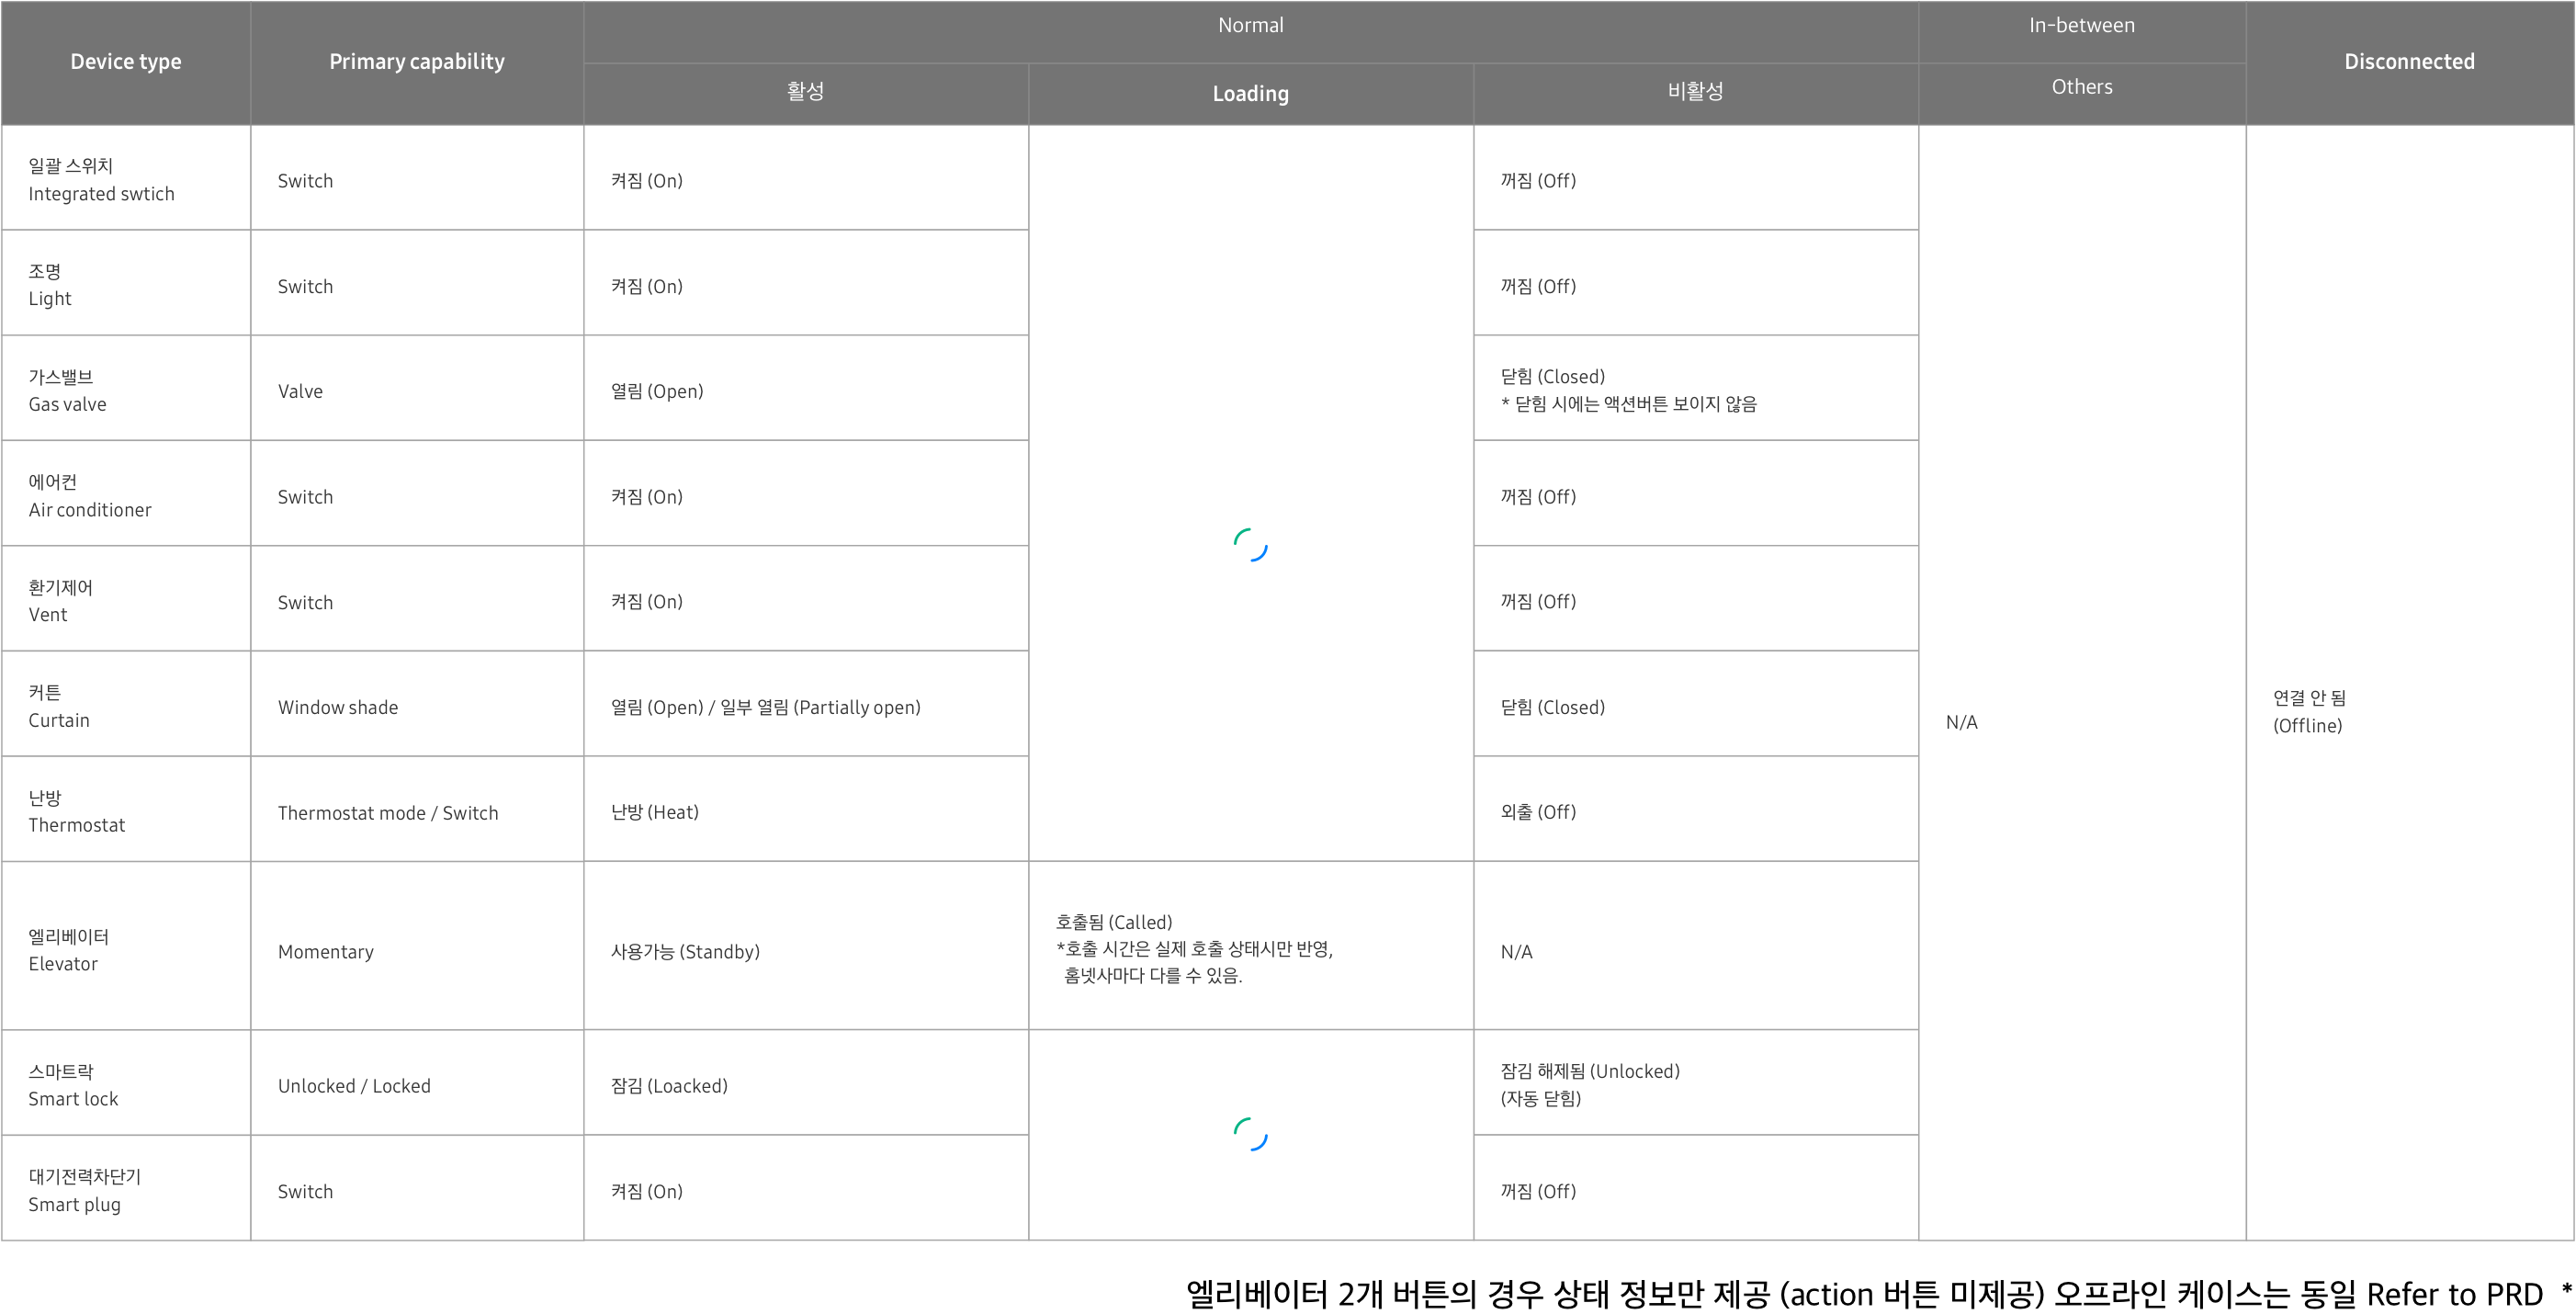 Device type
Primary capability
Normal
In-between
Disconnected
활성
Loading
비활성
Others
일괄 스위치
Integrated swtich
Switch
켜짐 (On)
꺼짐 (Off)
조명
Light
Switch
켜짐 (On)
꺼짐 (Off)
가스밸브
Gas valve
Valve
열림 (Open)
닫힘 (Closed)
* 닫힘 시에는 액션버튼 보이지 않음
에어컨
Air conditioner
Switch
켜짐 (On)
꺼짐 (Off)
환기제어
Vent
Switch
켜짐 (On)
꺼짐 (Off)
커튼
Curtain
Window shade
열림 (Open) / 일부 열림 (Partially open)
닫힘 (Closed)
N/A
연결 안 됨
(Offline)
난방
Thermostat
Thermostat mode / Switch
난방 (Heat)
외출 (Off)
엘리베이터
Elevator
Momentary
사용가능 (Standby)
호출됨 (Called)
*호출 시간은 실제 호출 상태시만 반영,
홈넷사마다 다를 수 있음.
N/A
스마트락
Smart lock
Unlocked / Locked
잠김 (Loacked)
잠김 해제됨 (Unlocked)
(자동 닫힘)
대기전력차단기
Smart plug
Switch
켜짐 (On)
꺼짐 (Off)
엘리베이터 2개 버튼의 경우 상태 정보만 제공 (action 버튼 미제공) 오프라인 케이스는 동일 Refer to PRD *